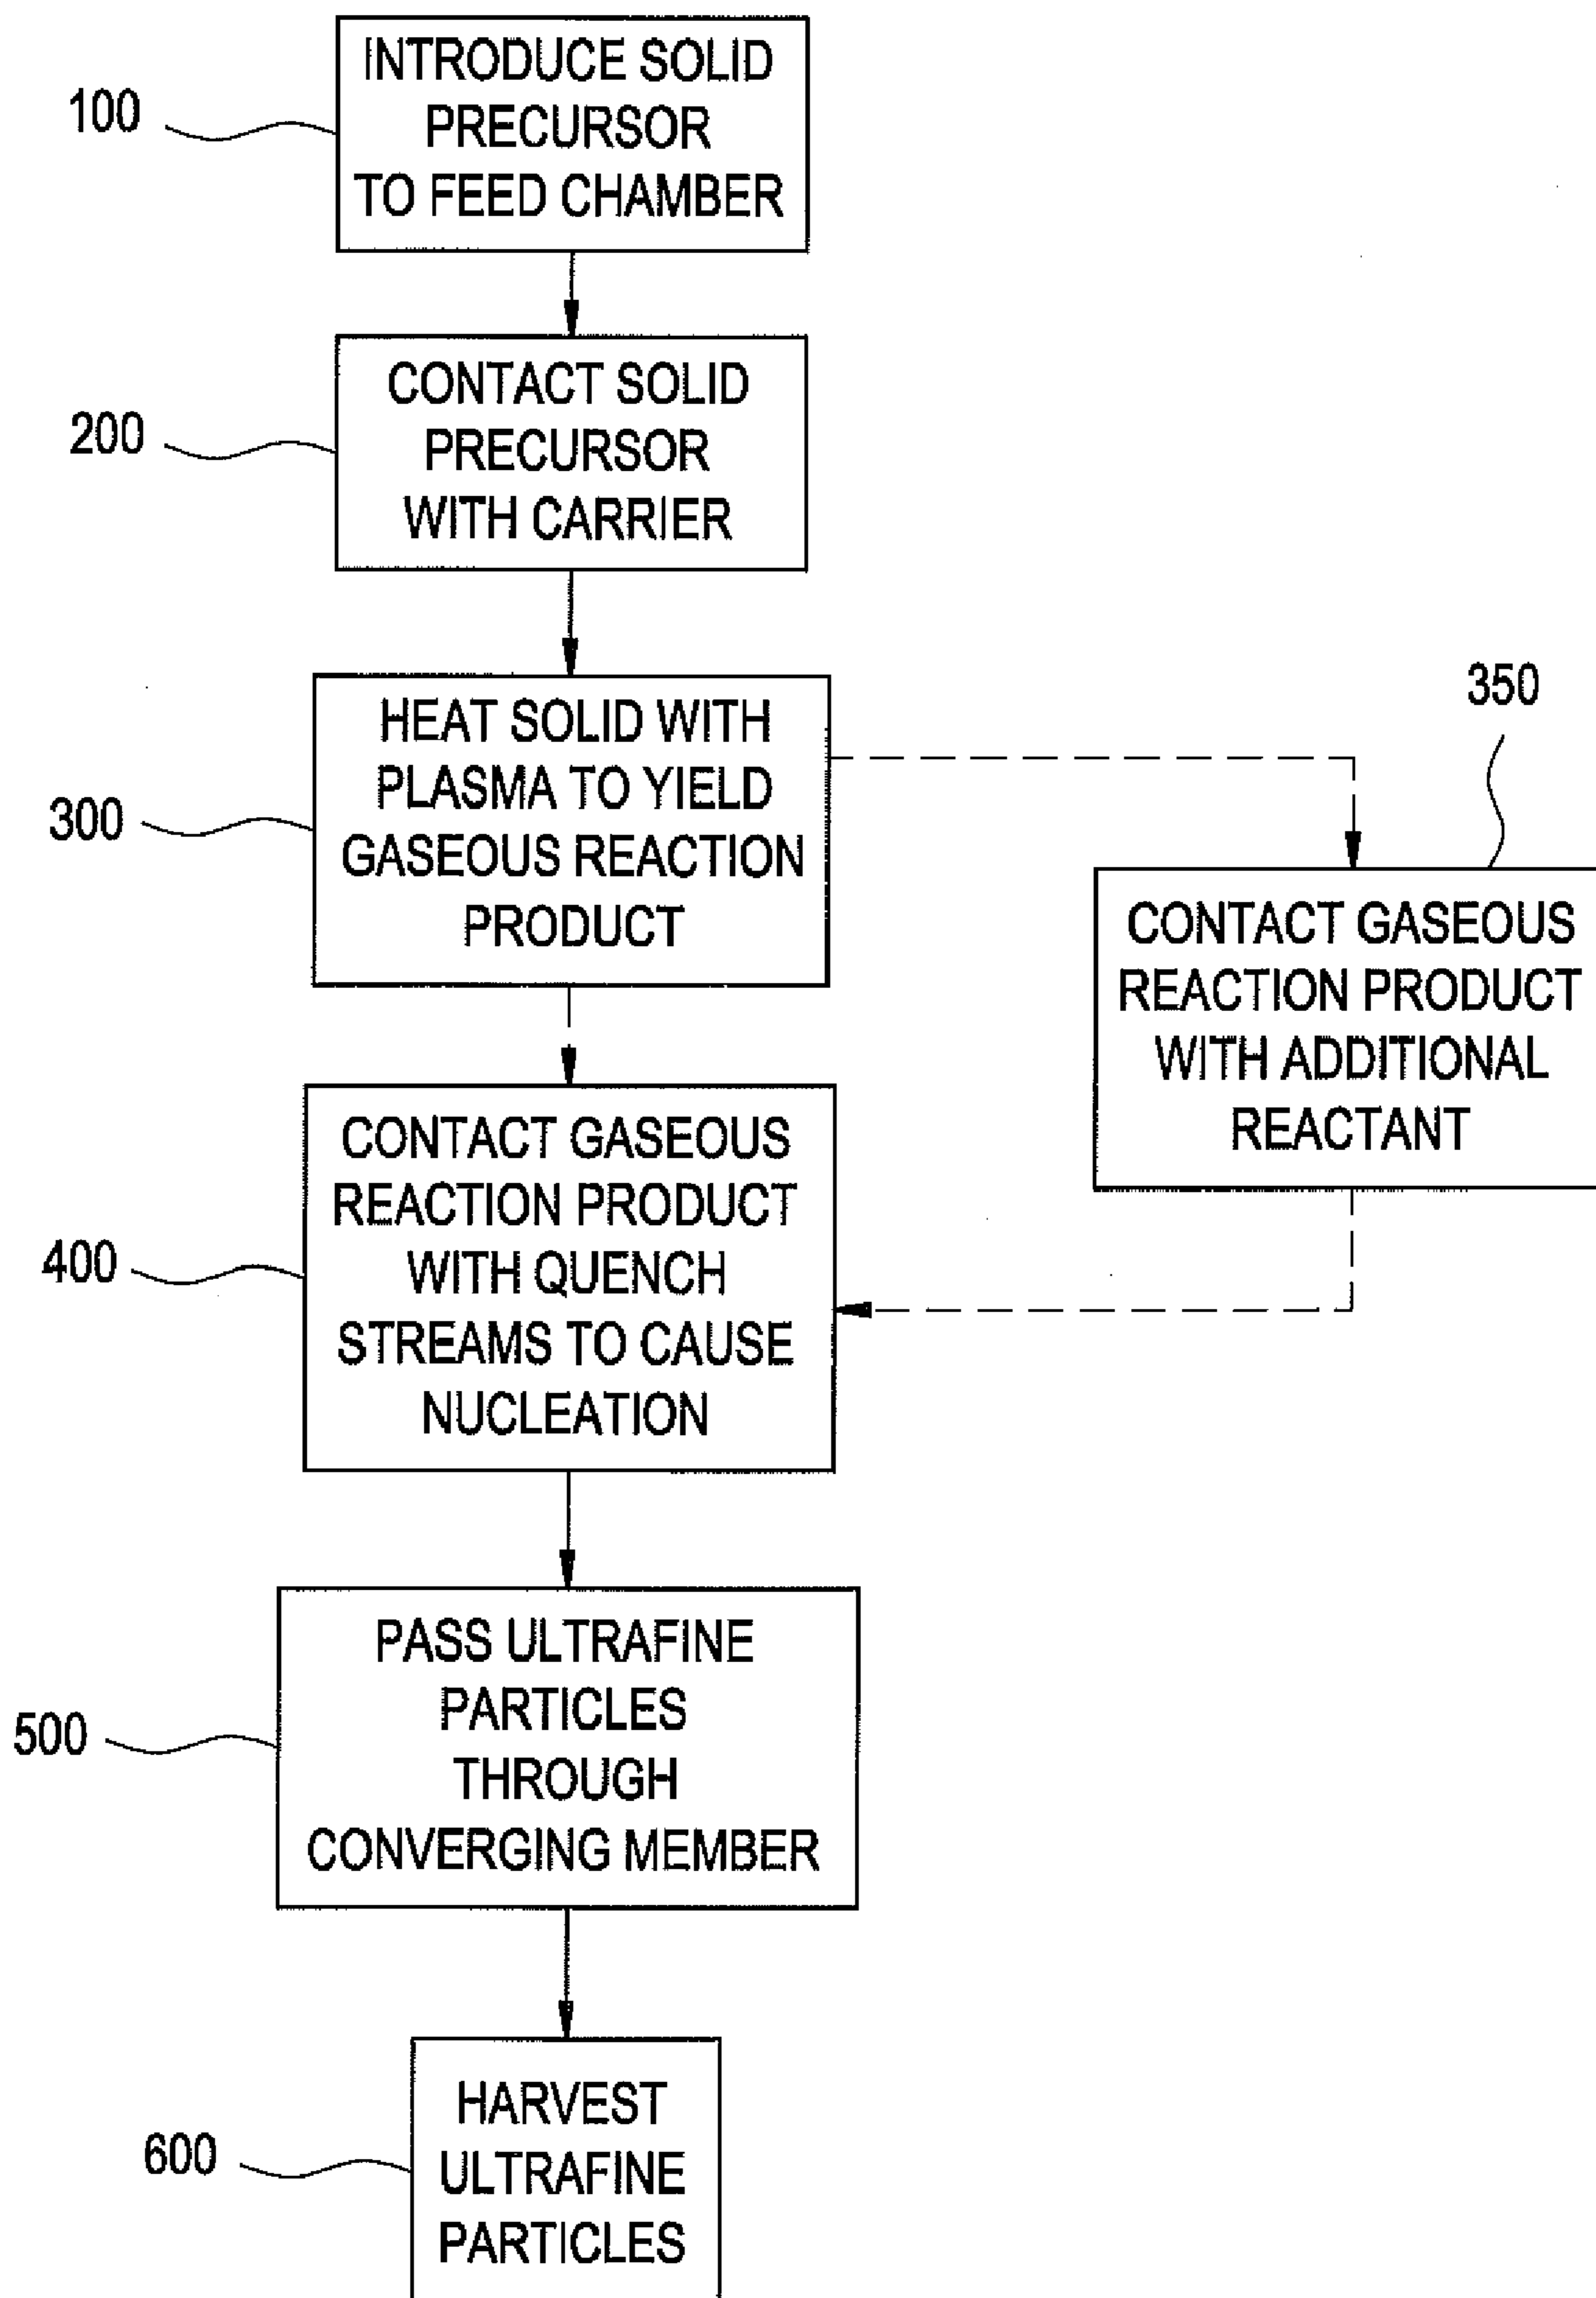 100
INTRODUCE SOLID
PRECURSOR
TO FEED CHAMBER
200
CONTACT SOLID
PRECURSOR
WITH CARRIER
300
HEAT SOLID WITH
PLASMA TO YIELD
GASEOUS REACTION
PRODUCT
350
CONTACT GASEOUS
REACTION PRODUCT
WITH ADDITIONAL
REACTANT
400
CONTACT GASEOUS
REACTION PRODUCT
WITH QUENCH
STREAMS TO CAUSE
NUCLEATION
500
PASS ULTRAFINE
PARTICLES
THROUGH
CONVERGING MEMBER
600
HARVEST
ULTRAFINE
PARTICLES